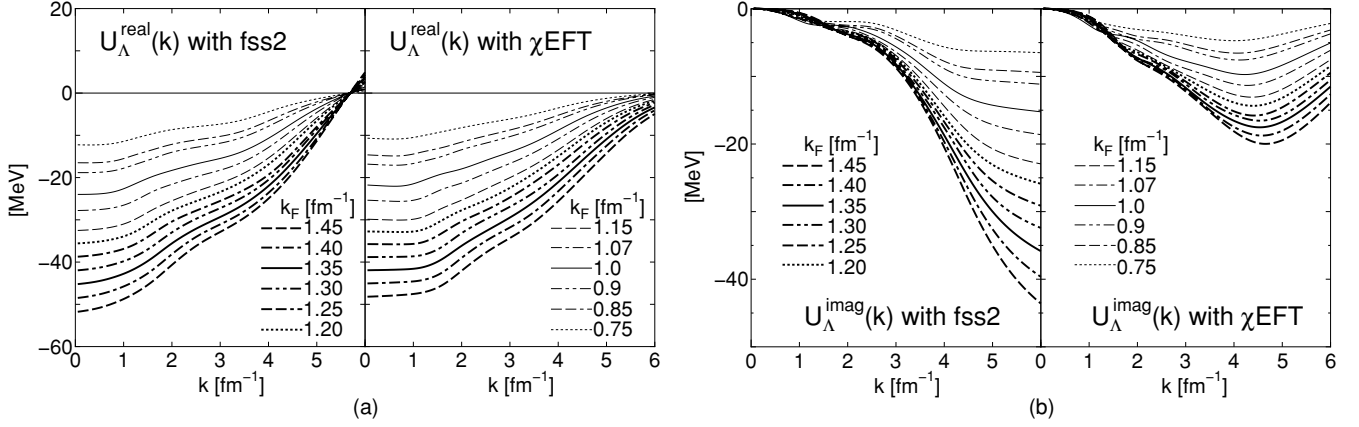 U_Λ^real(k) with fss2
U_Λ^real(k) with χEFT
[MeV]
20
0
−20
−40
−60
k_F [fm⁻¹]
1.45
1.40
1.35
1.30
1.25
1.20
k_F [fm⁻¹]
1.15
1.07
1.0
0.9
0.85
0.75
0 1 2 3 4 5 0 1 2 3 4 5 6
k [fm⁻¹]
k [fm⁻¹]
(a)
[MeV]
0
−20
−40
k_F [fm⁻¹]
1.45
1.40
1.35
1.30
1.25
1.20
k_F [fm⁻¹]
1.15
1.07
1.0
0.9
0.85
0.75
U_Λ^imag(k) with fss2
U_Λ^imag(k) with χEFT
0 1 2 3 4 5 0 1 2 3 4 5 6
k [fm⁻¹]
k [fm⁻¹]
(b)